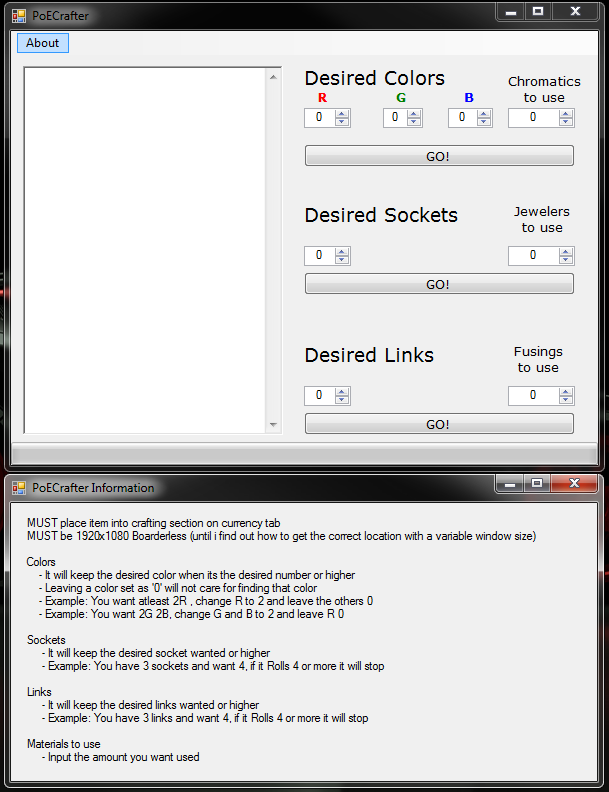 PoECrafter
About
Desired Colors
Chromatics
to use
R G B
0 0 0 0
GO!
Desired Sockets
Jewelers
to use
0 0
GO!
Desired Links
Fusings
to use
0 0
GO!
PoECrafter Information
MUST place item into crafting section on currency tab
MUST be 1920x1080 Boarderless (until i find out how to get the correct location with a variable window size)
Colors
- It will keep the desired color when its the desired number or higher
- Leaving a color set as '0' will not care for finding that color
- Example: You want atleast 2R , change R to 2 and leave the others 0
- Example: You want 2G 2B, change G and B to 2 and leave R 0
Sockets
- It will keep the desired socket wanted or higher
- Example: You have 3 sockets and want 4, if it Rolls 4 or more it will stop
Links
- It will keep the desired links wanted or higher
- Example: You have 3 links and want 4, if it Rolls 4 or more it will stop
Materials to use
- Input the amount you want used